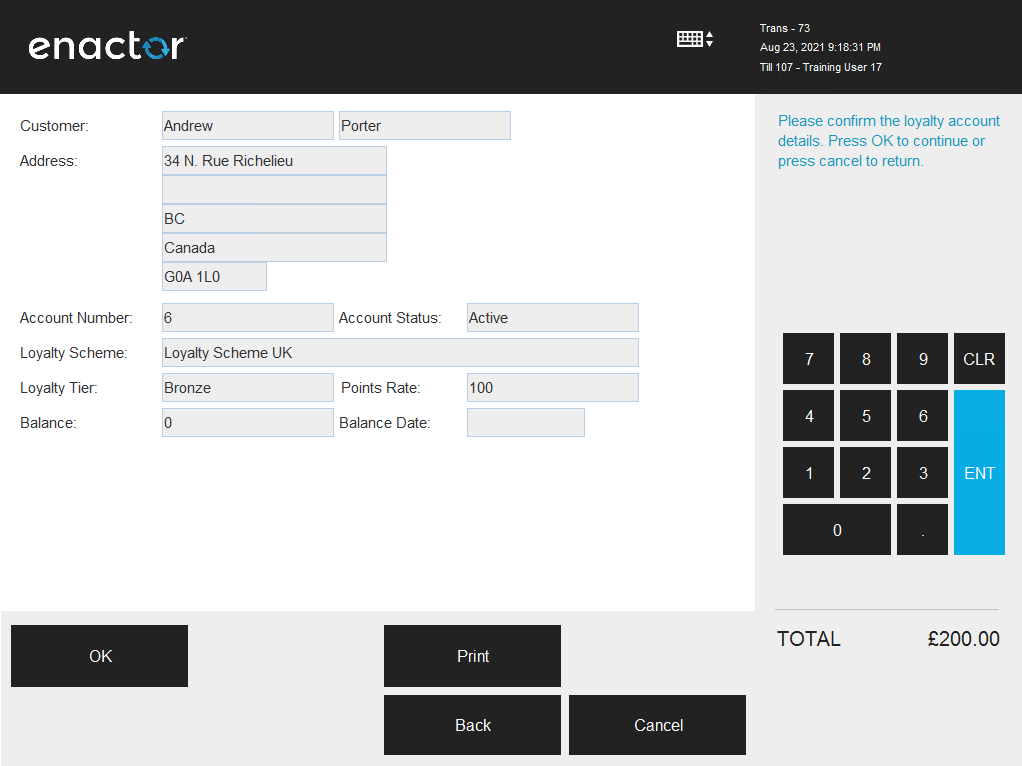 enactor
Trans - 73
Aug 23, 2021 9:18:31 PM
Till 107 - Training User 17
Customer: Andrew Porter
Address: 34 N. Rue Richelieu
BC
Canada
G0A 1L0
Account Number: 6 Account Status: Active
Loyalty Scheme: Loyalty Scheme UK
Loyalty Tier: Bronze Points Rate: 100
Balance: 0 Balance Date:
Please confirm the loyalty account
details. Press OK to continue or
press cancel to return.
7 8 9 CLR
4 5 6
1 2 3 ENT
0 .
TOTAL £200.00
OK Print
Back Cancel